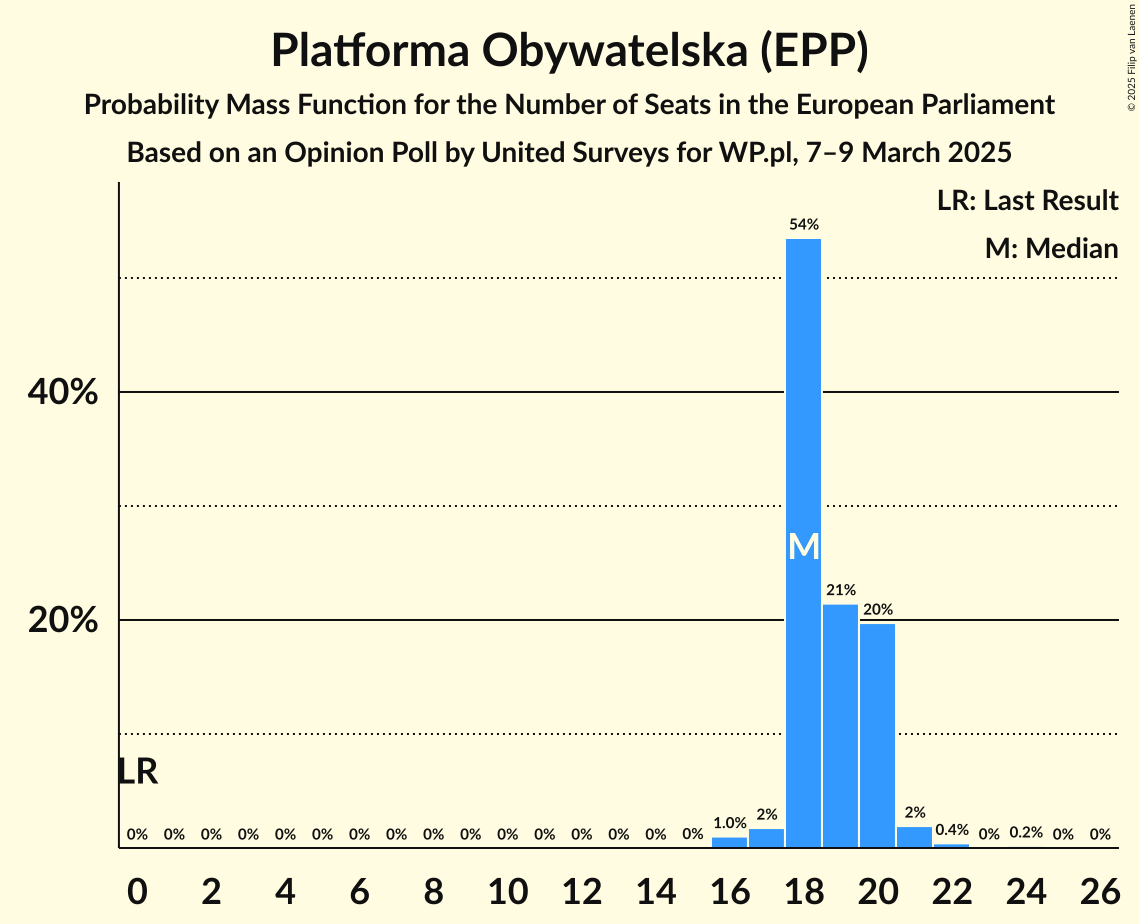 Platforma Obywatelska (EPP)
Probability Mass Function for the Number of Seats in the European Parliament
Based on an Opinion Poll by United Surveys for WP.pl, 7–9 March 2025
© 2025 Filip van Laenen
LR: Last Result
M: Median
54%
40%
M
21%
20%
20%
LR
0% 0% 0% 0% 0% 0% 0% 0% 0% 0% 0% 0% 0% 0% 0% 0% 1.0% 2% 2% 0.4% 0% 0.2% 0% 0%
0 2 4 6 8 10 12 14 16 18 20 22 24 26